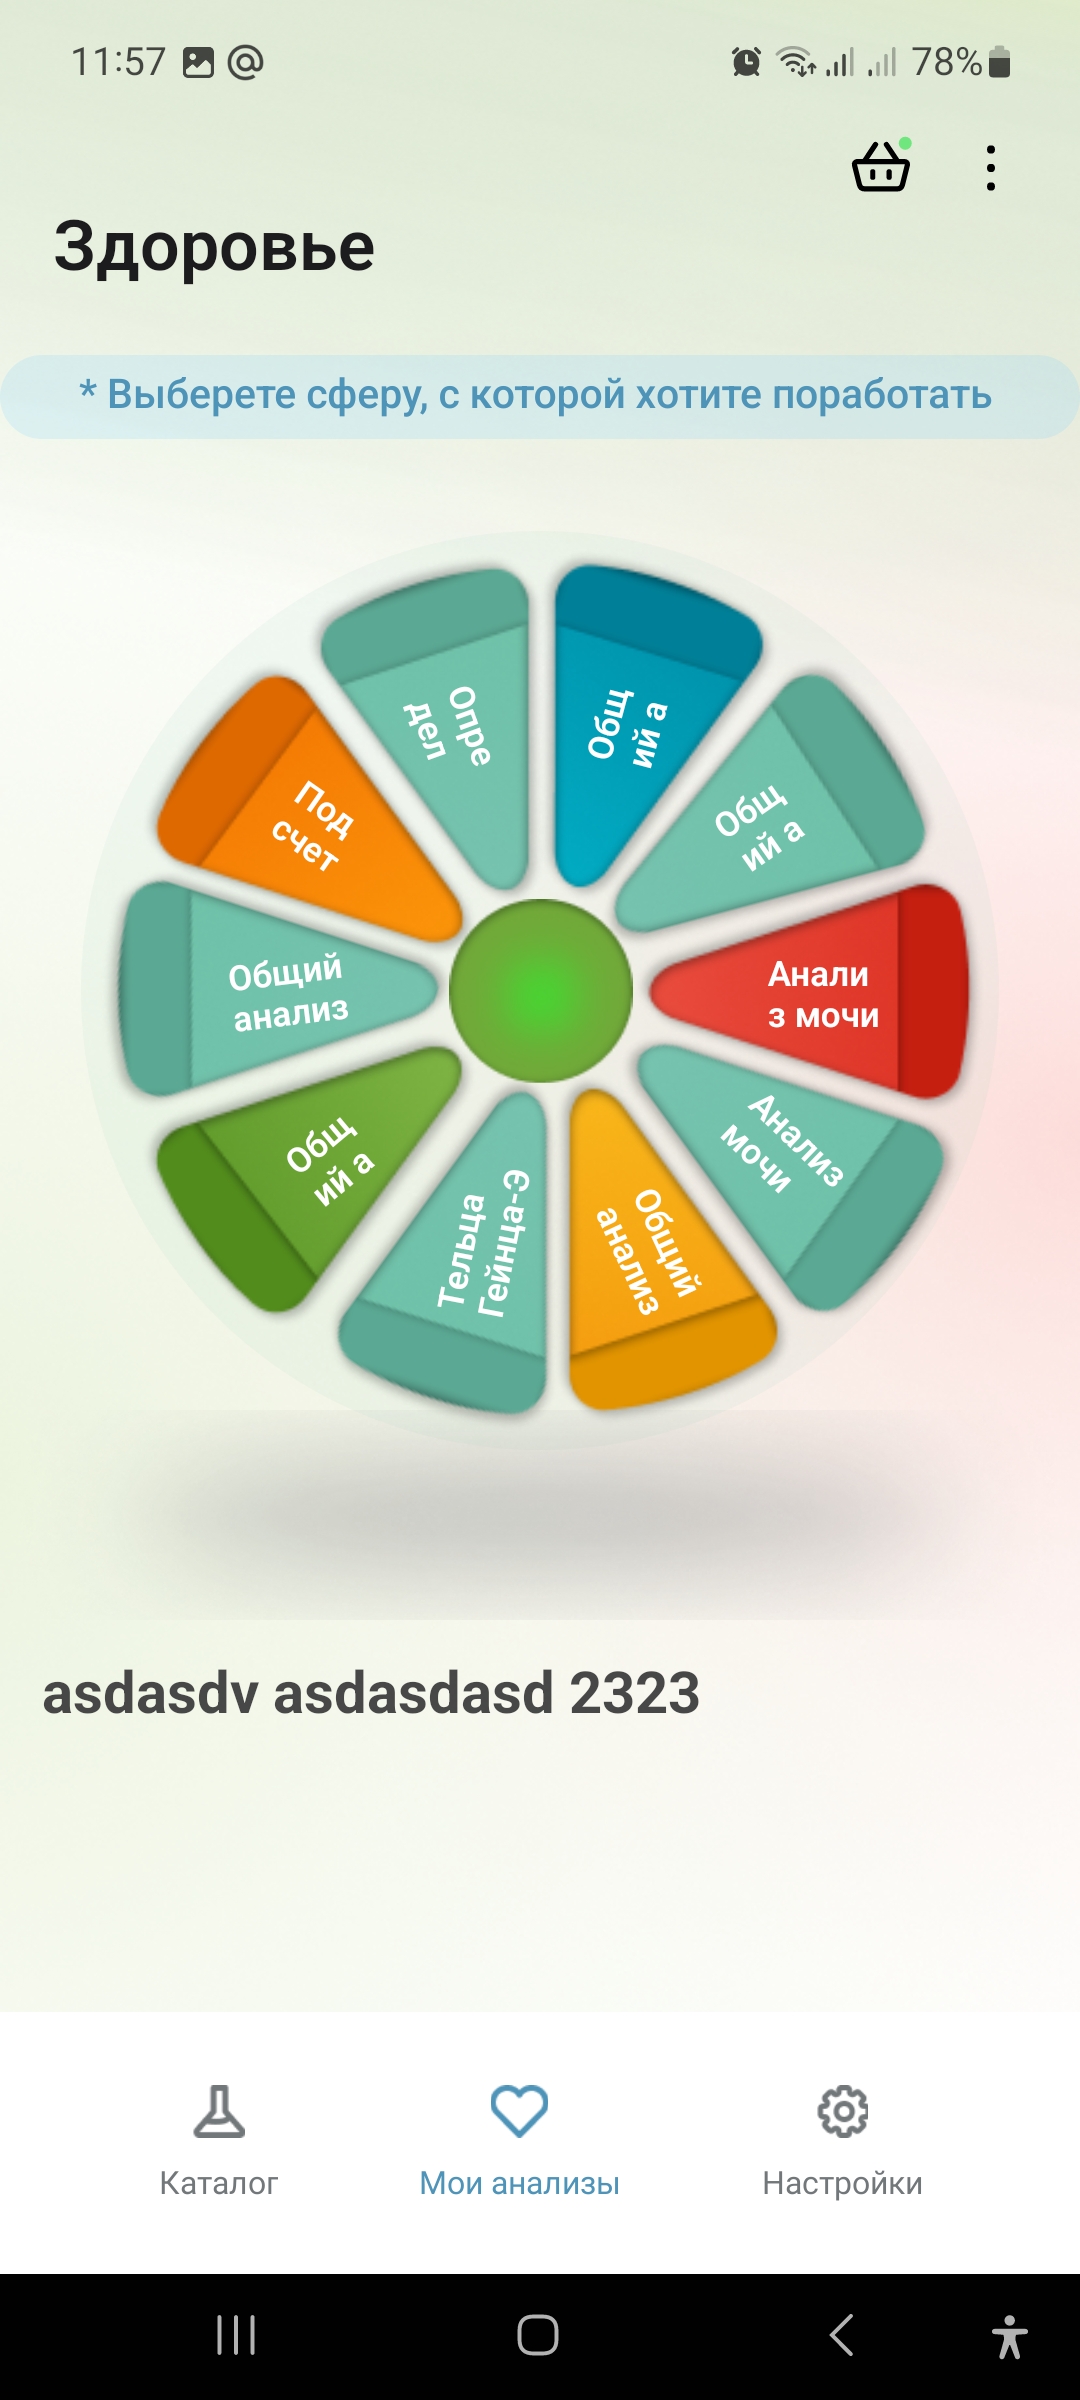 11:57
78%
Здоровье
* Выберете сферу, с которой хотите поработать
Опре
дел
Общ
ий а
Под
счет
Общ
ий а
Общий
анализ
Анали
з мочи
Общ
ий а
Анализ
мочи
Тельца
Гейнца-Э
Общий
анализ
asdasdv asdasdasd 2323
Каталог
Мои анализы
Настройки